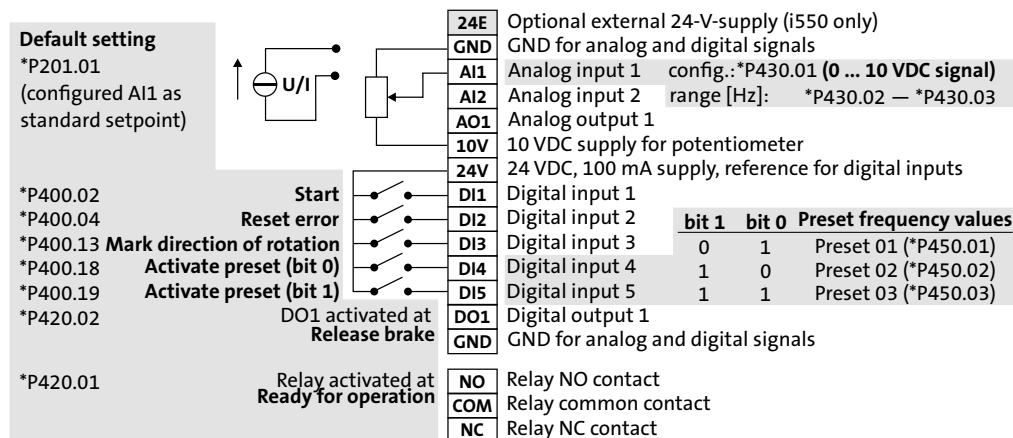 24E Optional external 24-V-supply (i550 only)
Default setting GND GND for analog and digital signals
*P201.01 AI1 Analog input 1 config.:*P430.01 (0 ... 10 VDC signal)
(configured AI1 as U/I AI2 Analog input 2 range [Hz]: *P430.02 — *P430.03
standard setpoint) AO1 Analog output 1
10V 10 VDC supply for potentiometer
24V 24 VDC, 100 mA supply, reference for digital inputs
*P400.02 Start DI1 Digital input 1
*P400.04 Reset error DI2 Digital input 2 bit 1 bit 0 Preset frequency values
*P400.13 Mark direction of rotation DI3 Digital input 3 0 1 Preset 01 (*P450.01)
*P400.18 Activate preset (bit 0) DI4 Digital input 4 1 0 Preset 02 (*P450.02)
*P400.19 Activate preset (bit 1) DI5 Digital input 5 1 1 Preset 03 (*P450.03)
*P420.02 DO1 activated at DO1 Digital output 1
Release brake GND GND for analog and digital signals
*P420.01 Relay activated at NO Relay NO contact
Ready for operation COM Relay common contact
NC Relay NC contact